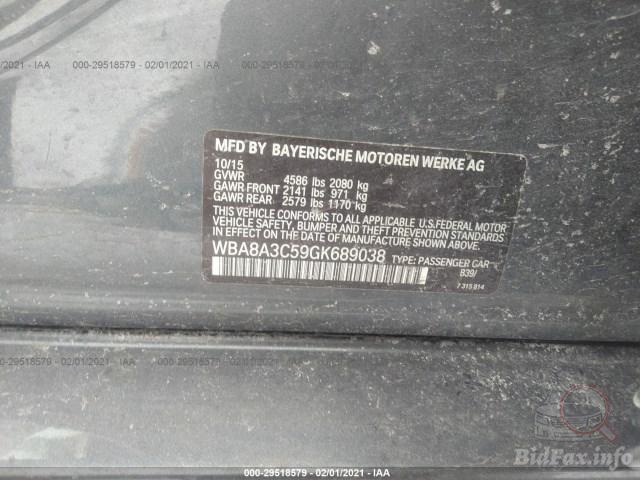 2/01/2021 - IAA
000-29518579 - 02/01/2021 - IAA
000-29518579 - 02/01/2021 -
MFD BY BAYERISCHE MOTOREN WERKE AG
10/15
GVWR 4586 lbs 2080 kg
GAWR FRONT 2141 lbs 971 kg
GAWR REAR 2579 lbs 1170 kg
THIS VEHICLE CONFORMS TO ALL APPLICABLE U.S.FEDERAL MOTOR
VEHICLE SAFETY, BUMPER, AND THEFT PREVENTION STANDARDS
IN EFFECT ON THE DATE OF MANUFACTURE SHOWN ABOVE.
WBA8A3C59GK689038 TYPE: PASSENGER CAR
B39/
7 315 814
2/01/2021 - IAA
000-29518579 - 02/01/2021 - IAA
000-29518579 - 02/01/2021 -
000-29518579 - 02/01/2021 - IAA
BidFax.info